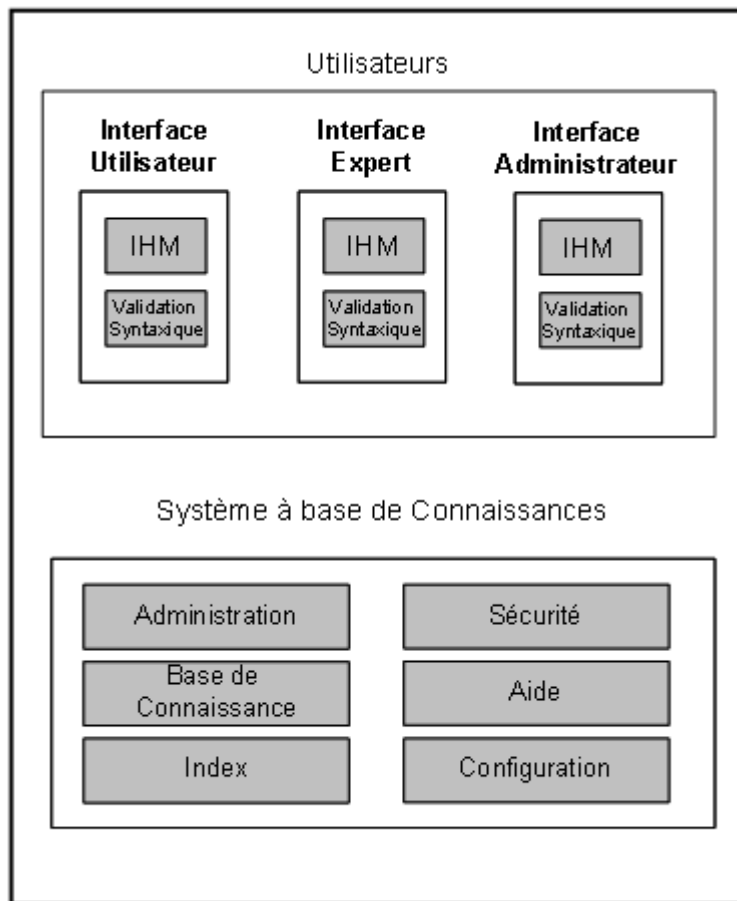 Utilisateurs
Interface
Utilisateur
Interface
Expert
Interface
Administrateur
IHM
Validation
Syntaxique
IHM
Validation
Syntaxique
IHM
Validation
Syntaxique
Système à base de Connaissances
Administration
Sécurité
Base de
Connaissance
Aide
Index
Configuration